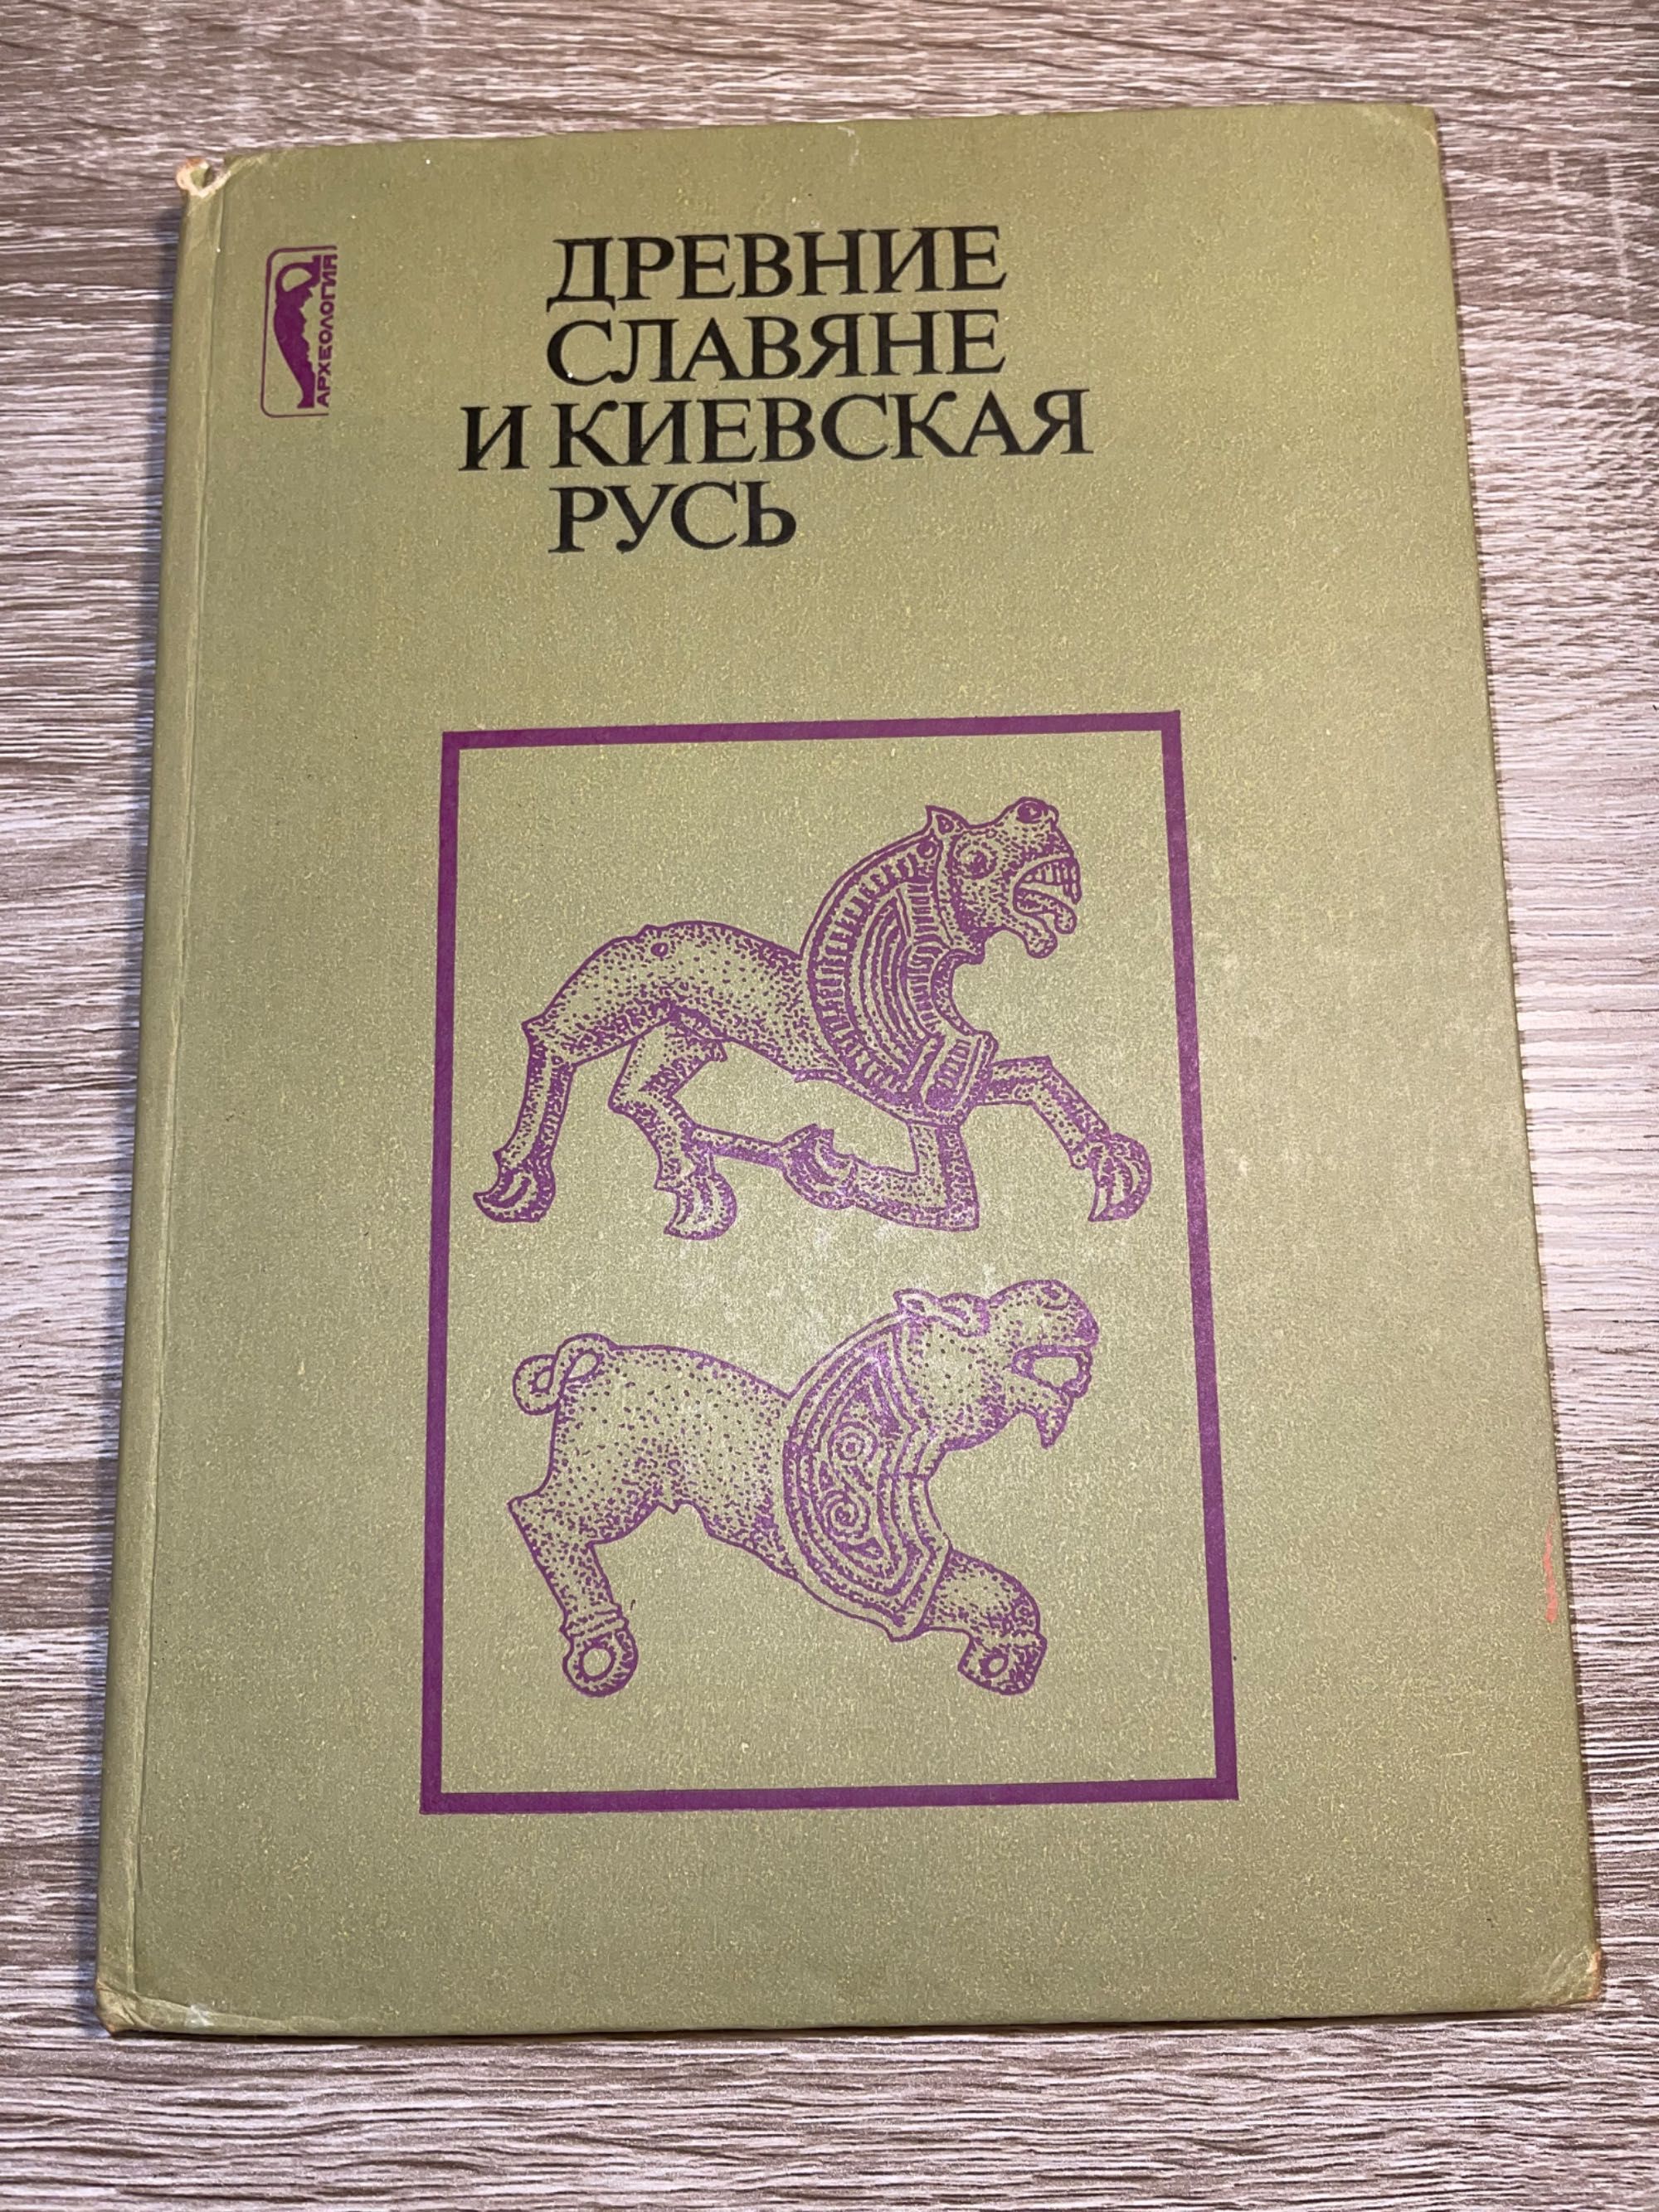 АРХЕОЛОГИЯ
ДРЕВНИЕ
СЛАВЯНЕ
И КИЕВСКАЯ
РУСЬ